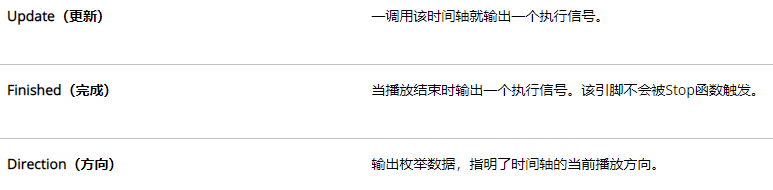 Update（更新） 一调用该时间轴就输出一个执行信号。
Finished（完成） 当播放结束时输出一个执行信号。该引脚不会被Stop函数触发。
Direction（方向） 输出枚举数据，指明了时间轴的当前播放方向。